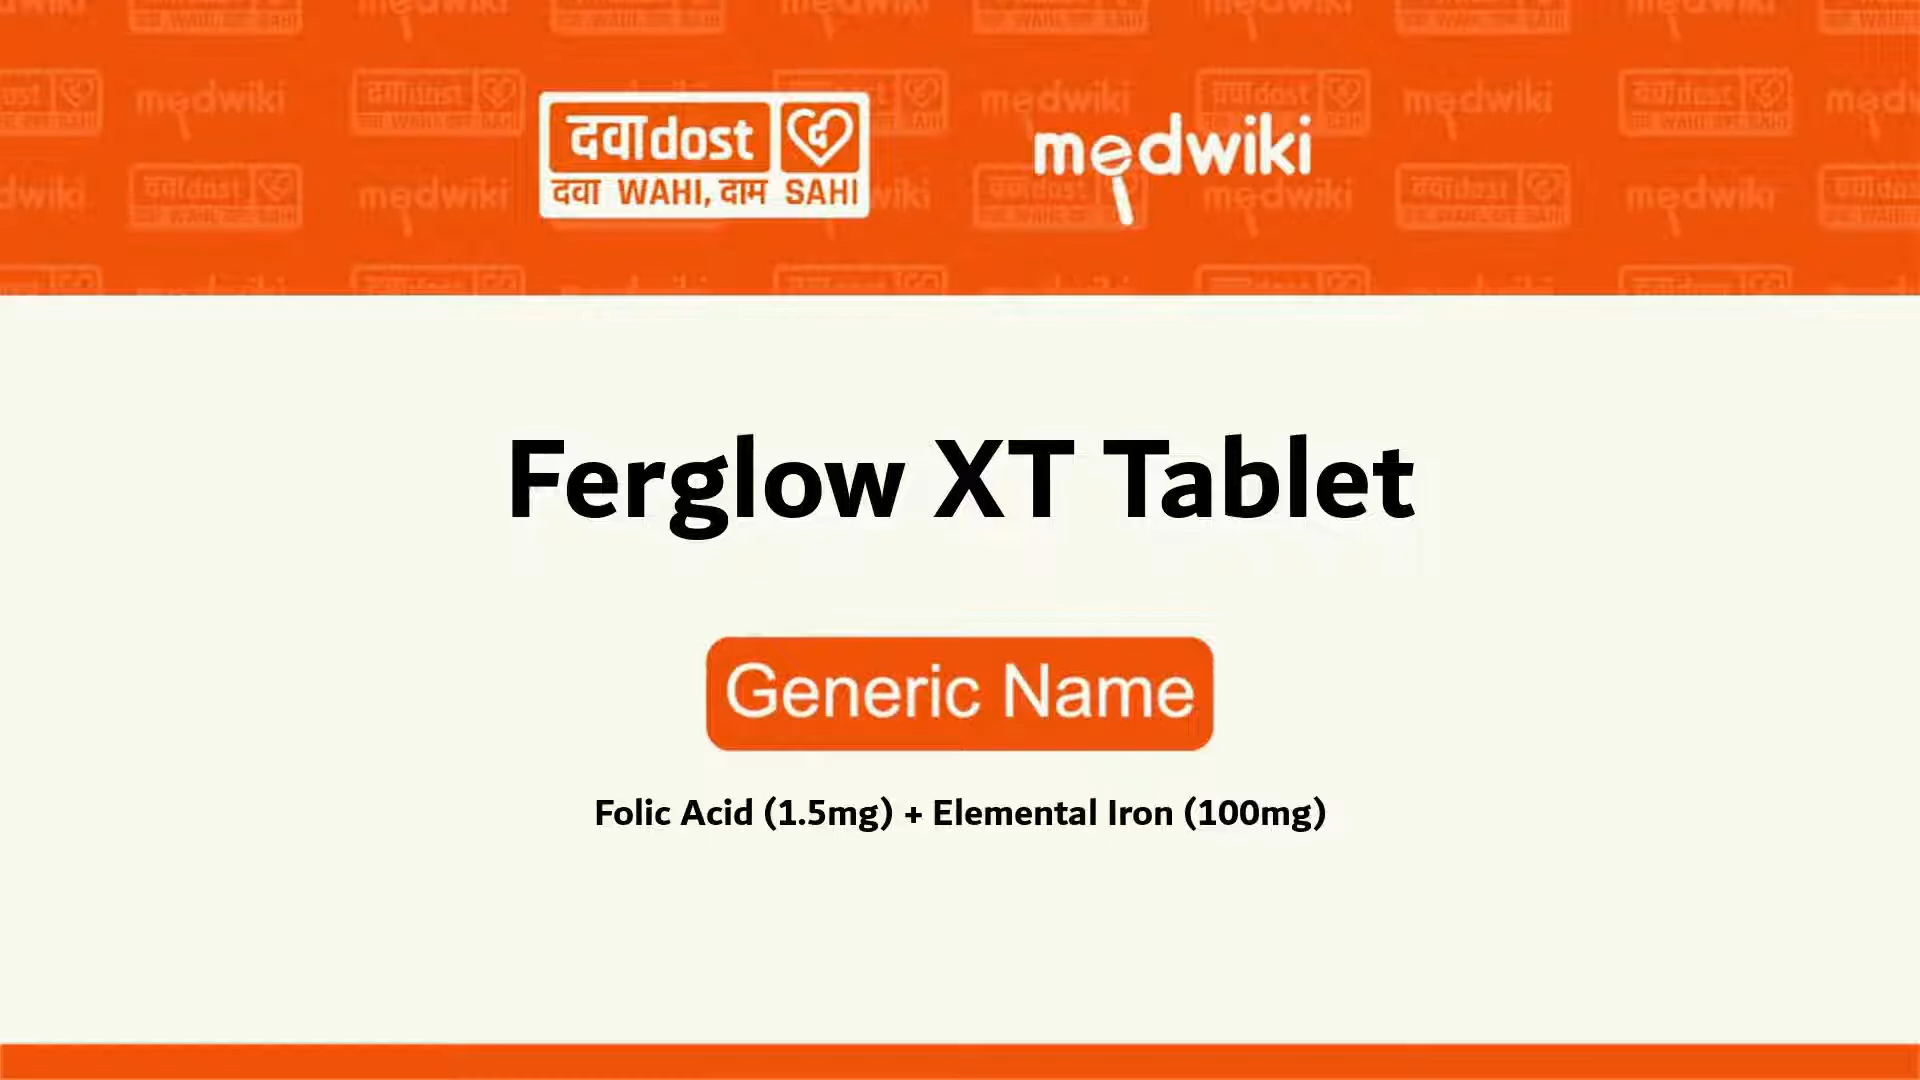 दवाdost
दवा WAHI, दाम SAHI
medwiki
Ferglow XT Tablet
Generic Name
Folic Acid (1.5mg) + Elemental Iron (100mg)